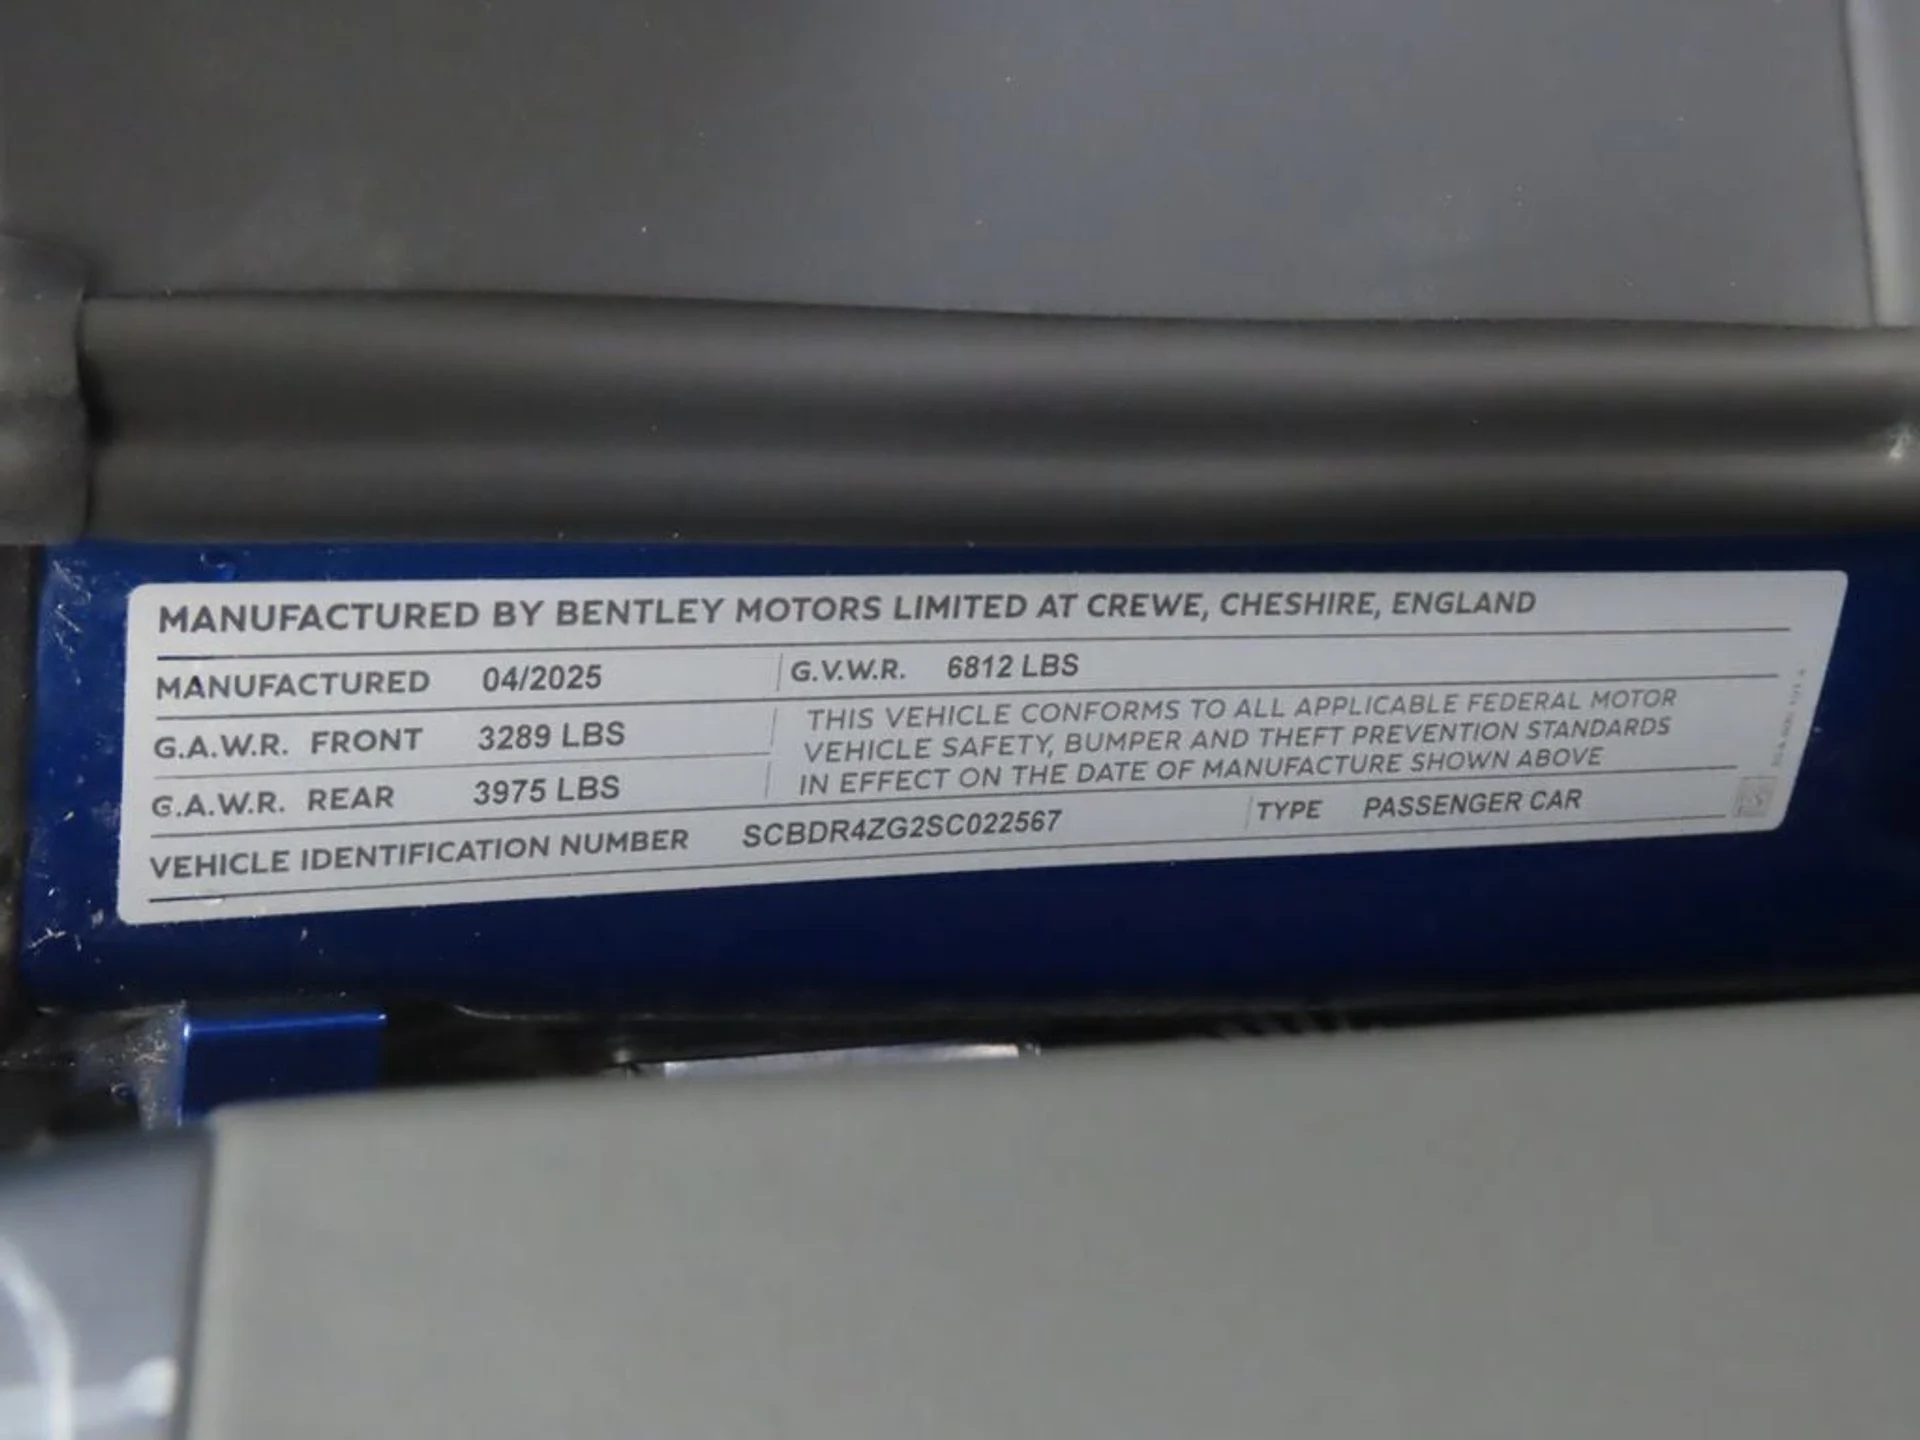 MANUFACTURED BY BENTLEY MOTORS LIMITED AT CREWE, CHESHIRE, ENGLAND
MANUFACTURED 04/2025 G.V.W.R. 6812 LBS
G.A.W.R. FRONT 3289 LBS
G.A.W.R. REAR 3975 LBS
THIS VEHICLE CONFORMS TO ALL APPLICABLE FEDERAL MOTOR
VEHICLE SAFETY, BUMPER AND THEFT PREVENTION STANDARDS
IN EFFECT ON THE DATE OF MANUFACTURE SHOWN ABOVE
VEHICLE IDENTIFICATION NUMBER SCBDR4ZG2SC022567 TYPE PASSENGER CAR